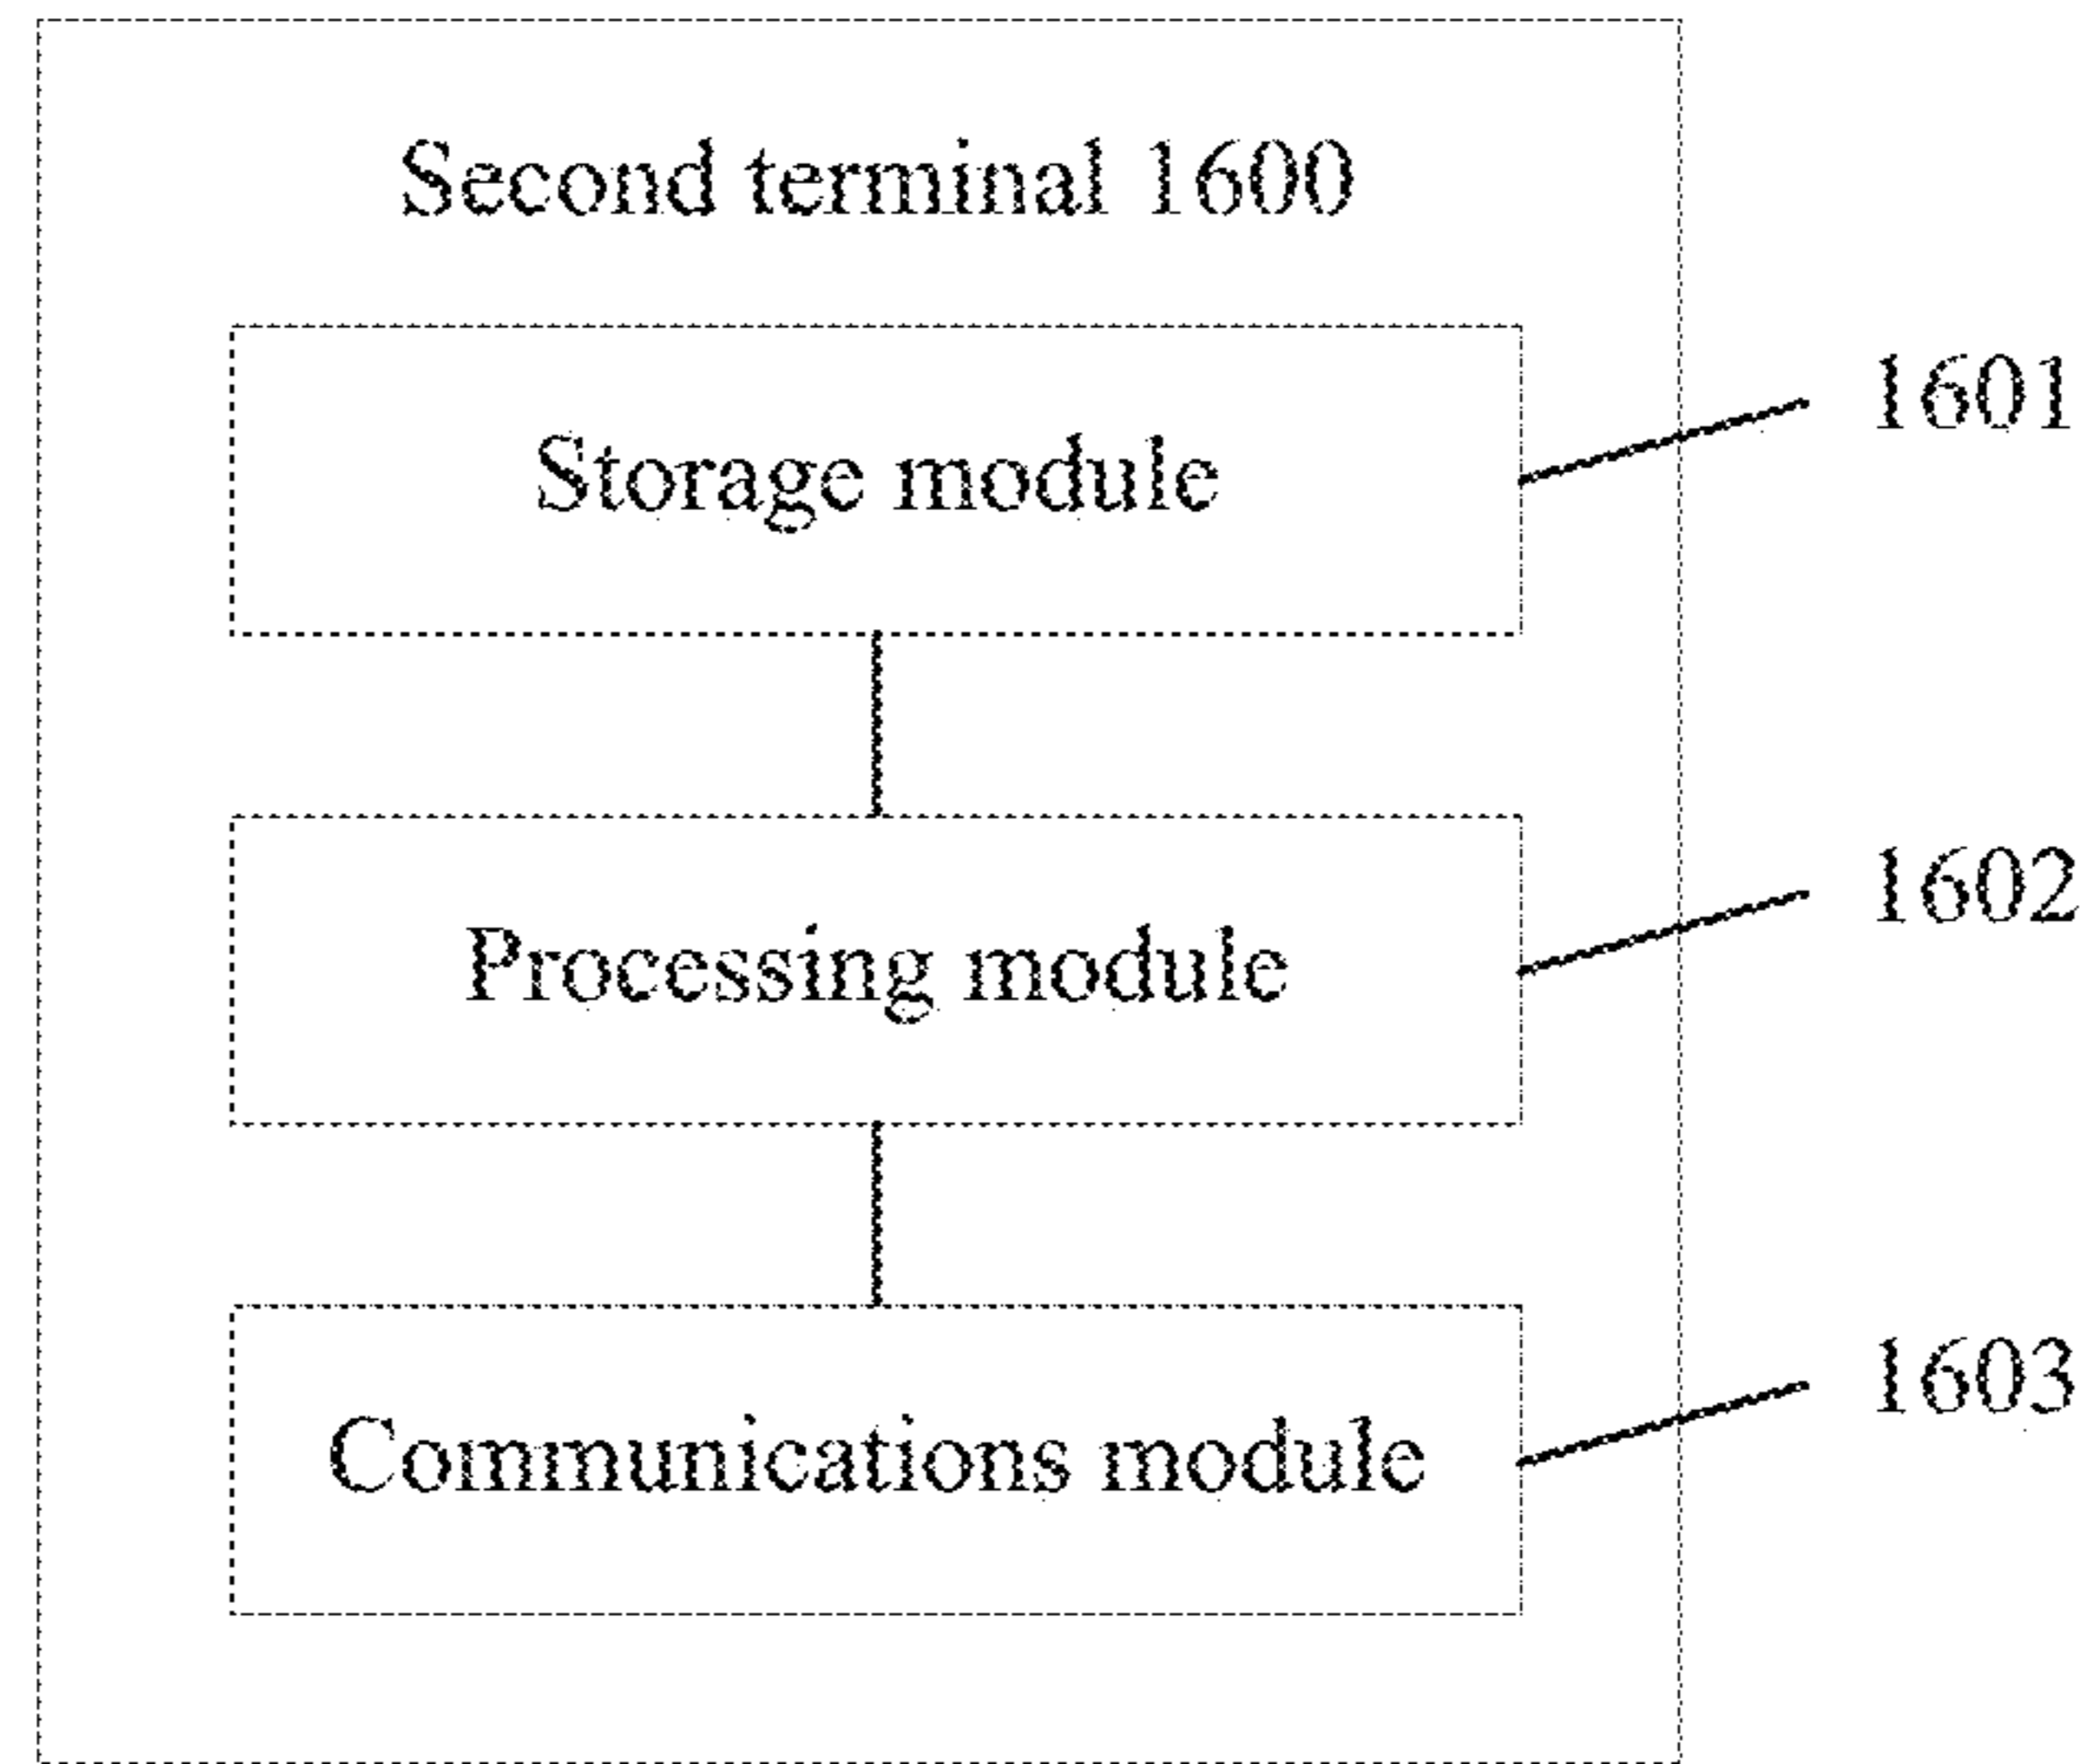 Second terminal 1600
Storage module
1601
Processing module
1602
Communications module
1603